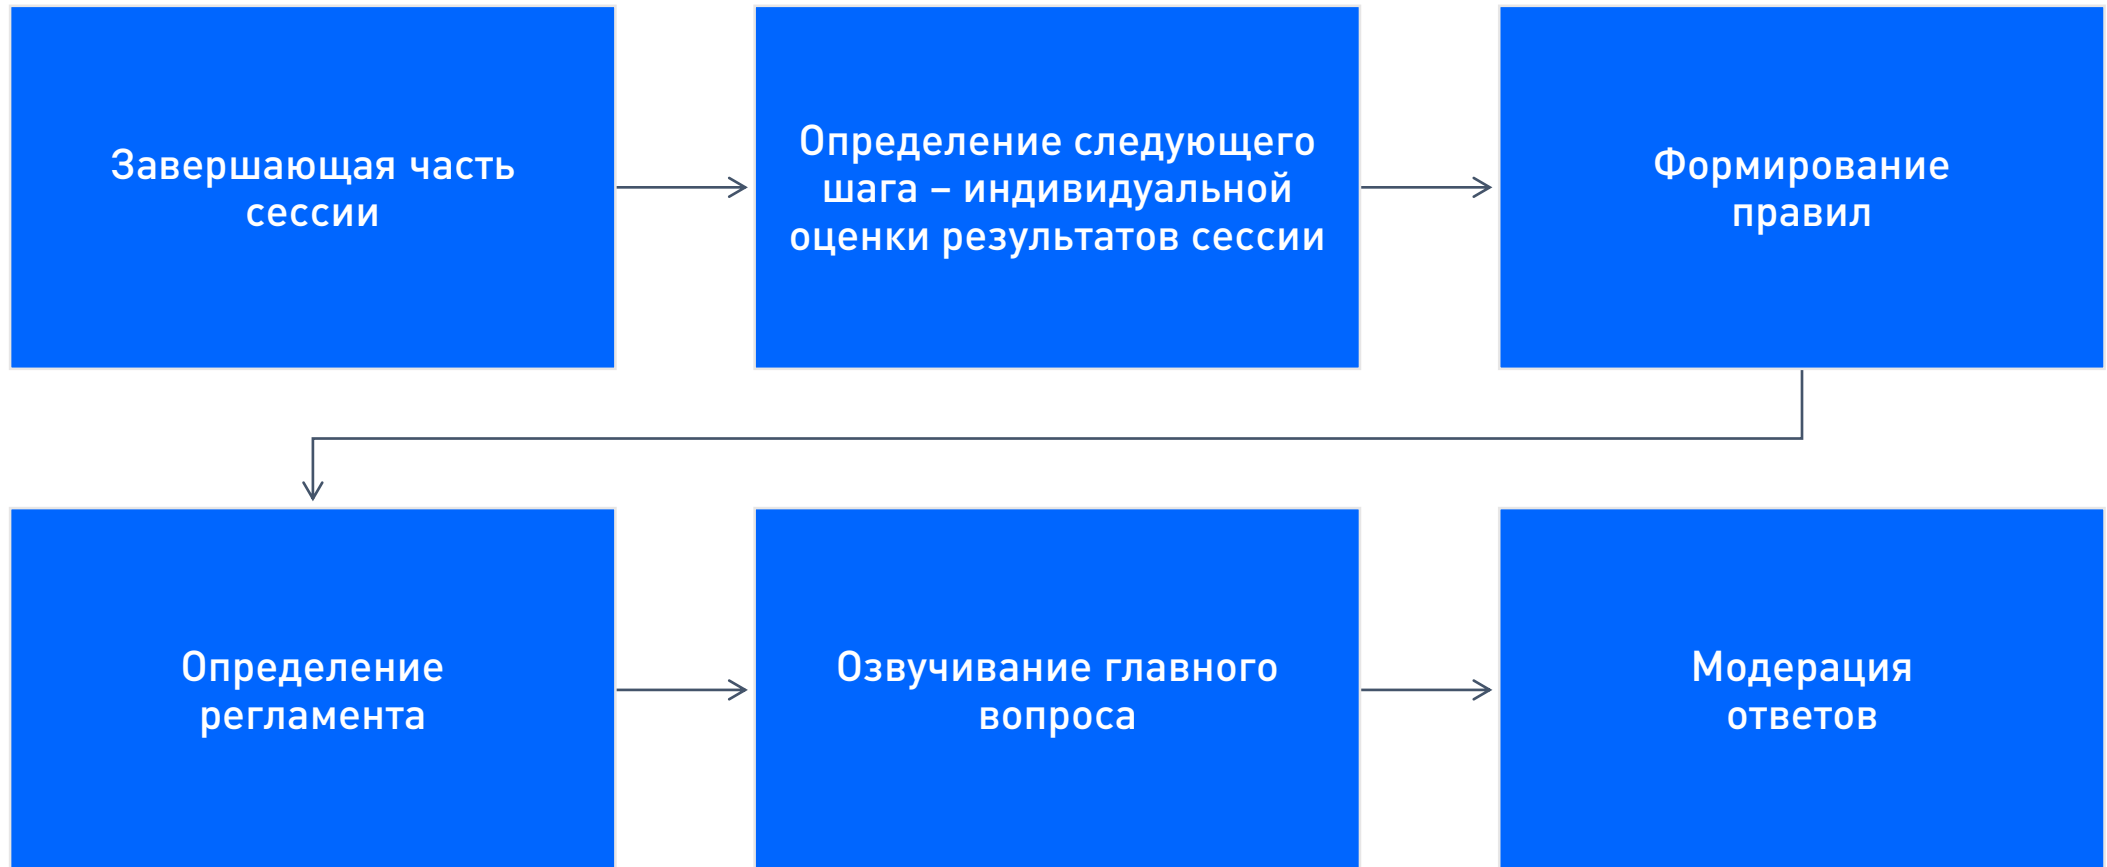 Завершающая часть
сессии
Определение следующего
шага – индивидуальной
оценки результатов сессии
Формирование
правил
Определение
регламента
Озвучивание главного
вопроса
Модерация
ответов